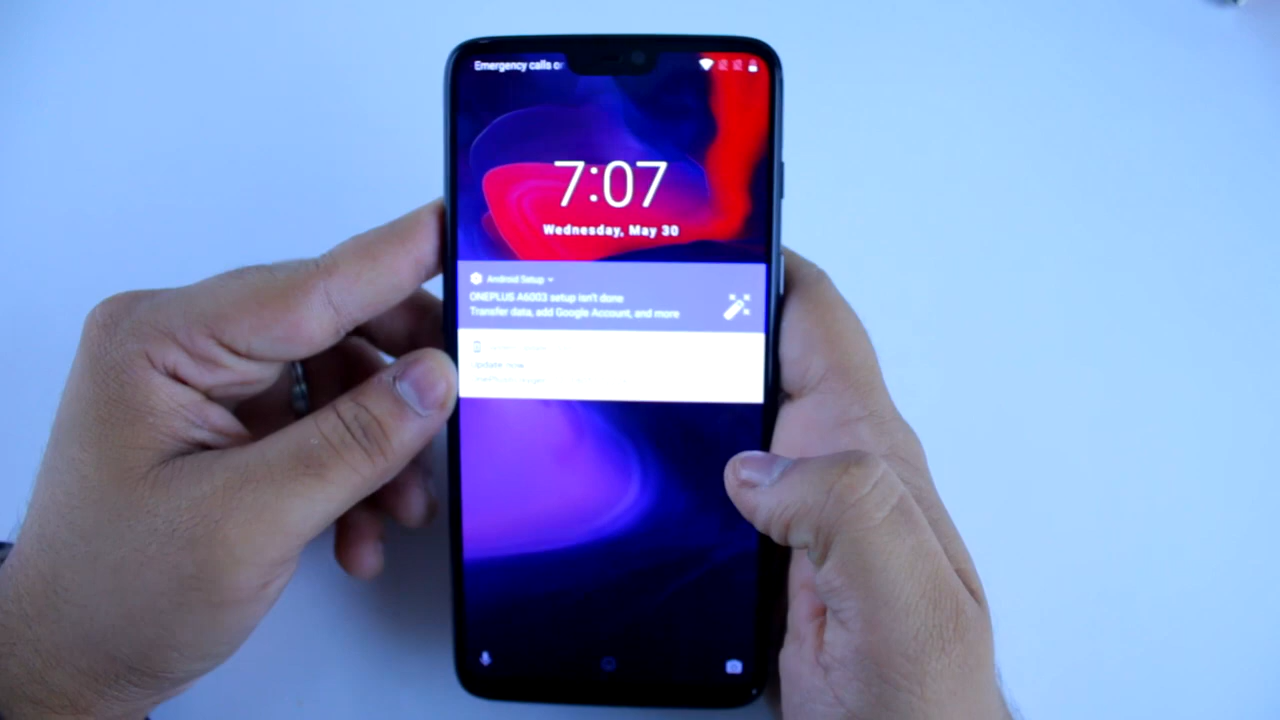 Emergency calls or
7:07
Wednesday, May 30
Android Setup
ONEPLUS A6003 setup isn't done
Transfer data, add Google Account, and more
Update now